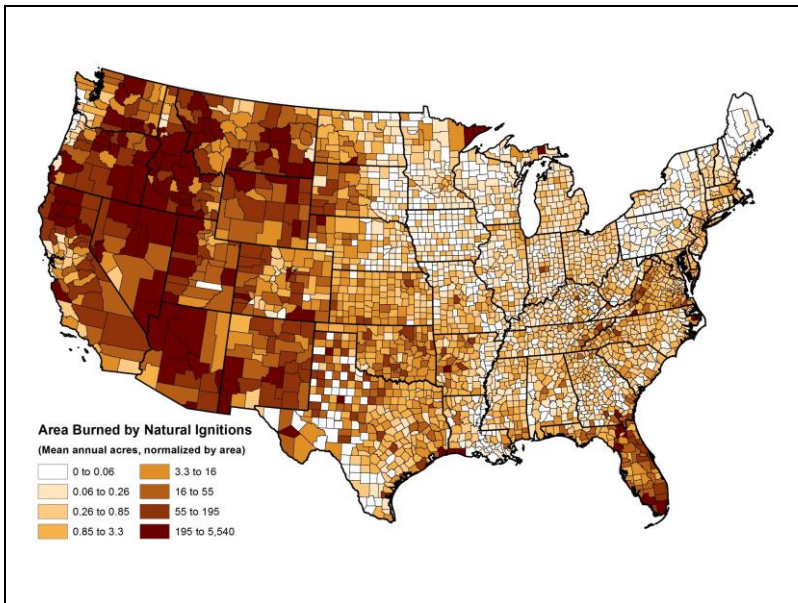 Area Burned by Natural Ignitions
(Mean annual acres, normalized by area)
0 to 0.06
0.06 to 0.26
0.26 to 0.85
0.85 to 3.3
3.3 to 16
16 to 55
55 to 195
195 to 5,540